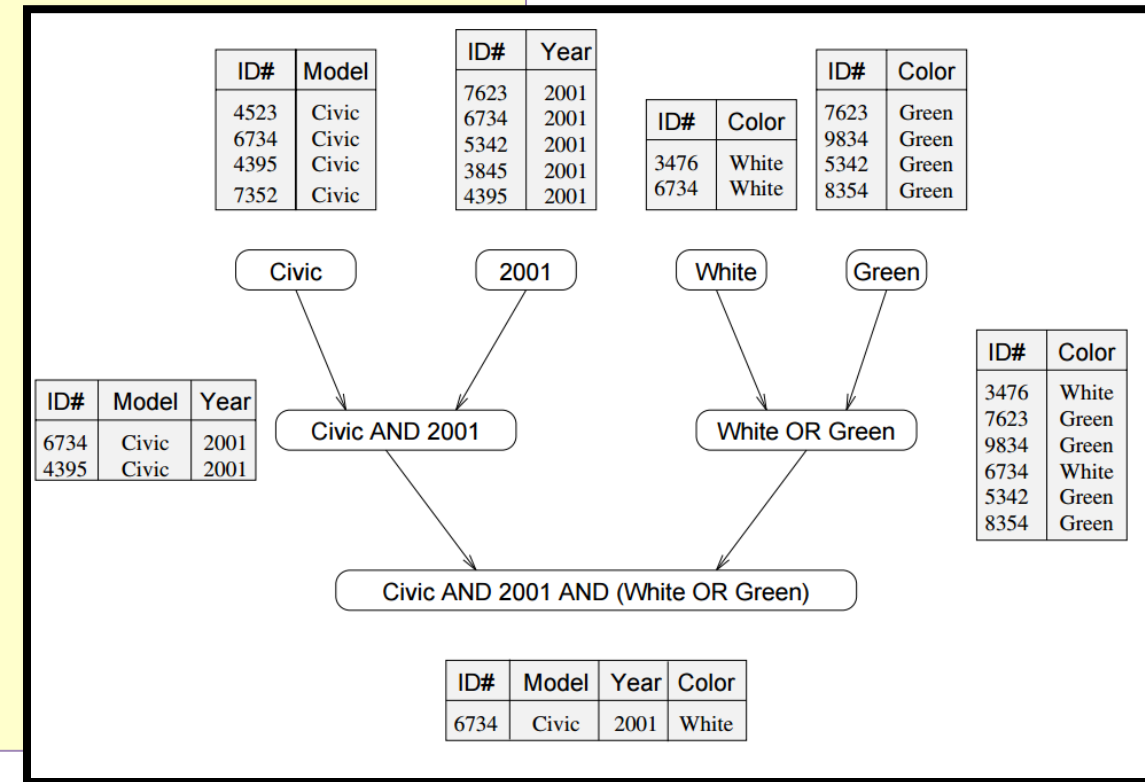 ID# Model
4523 Civic
6734 Civic
4395 Civic
7352 Civic
ID# Year
7623 2001
6734 2001
5342 2001
3845 2001
4395 2001
ID# Color
3476 White
6734 White
ID# Color
7623 Green
9834 Green
5342 Green
8354 Green
Civic
2001
White
Green
ID# Model Year
6734 Civic 2001
4395 Civic 2001
Civic AND 2001
White OR Green
ID# Color
3476 White
7623 Green
9834 Green
6734 White
5342 Green
8354 Green
Civic AND 2001 AND (White OR Green)
ID# Model Year Color
6734 Civic 2001 White